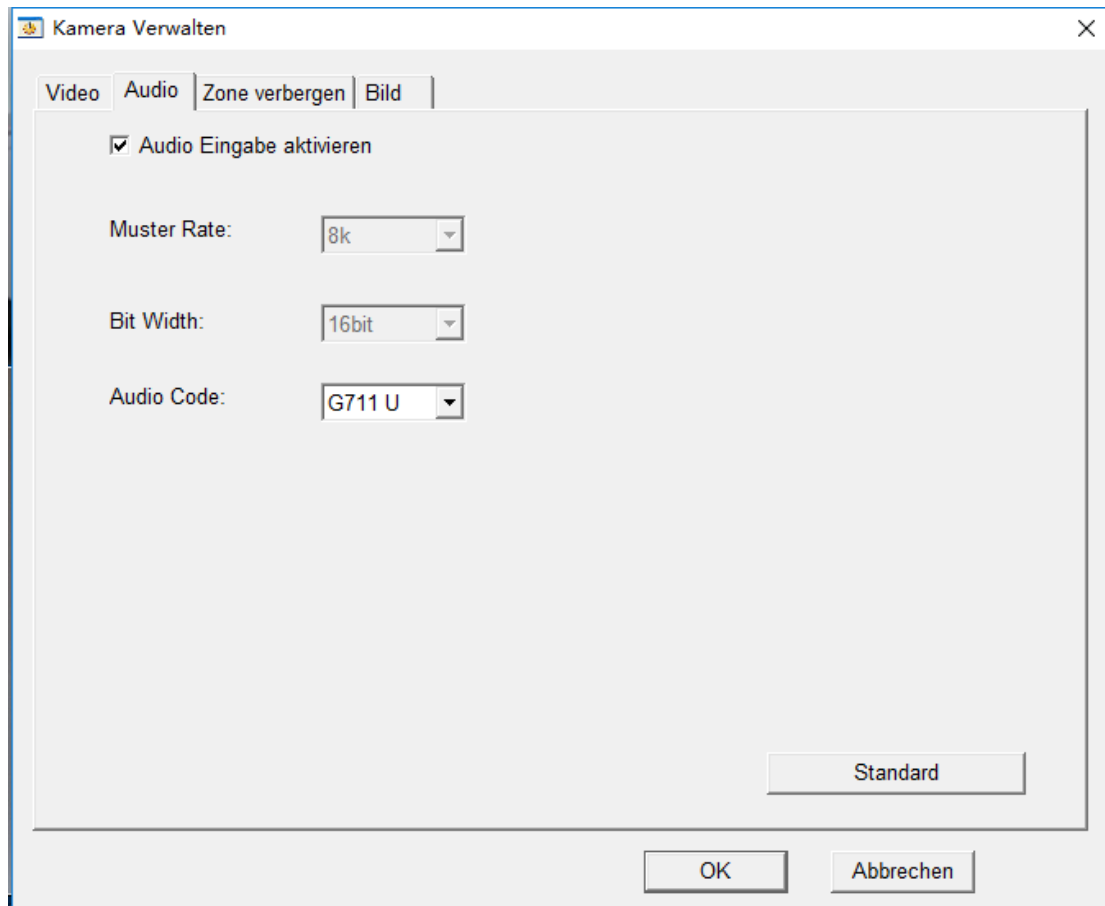 Kamera Verwalten
Video Audio Zone verbergen Bild
Audio Eingabe aktivieren
Muster Rate: 8k
Bit Width: 16bit
Audio Code: G711 U
Standard
OK Abbrechen